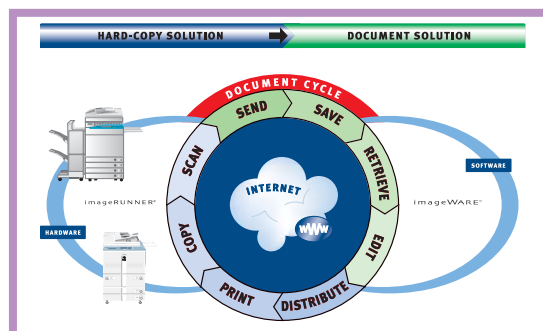 HARD-COPY SOLUTION
DOCUMENT SOLUTION
DOCUMENT CYCLE
SEND
SAVE
SCAN
RETRIEVE
SOFTWARE
INTERNET
imageRUNNER®
imageWARE®
WWW
HARDWARE
COPY
EDIT
PRINT
DISTRIBUTE